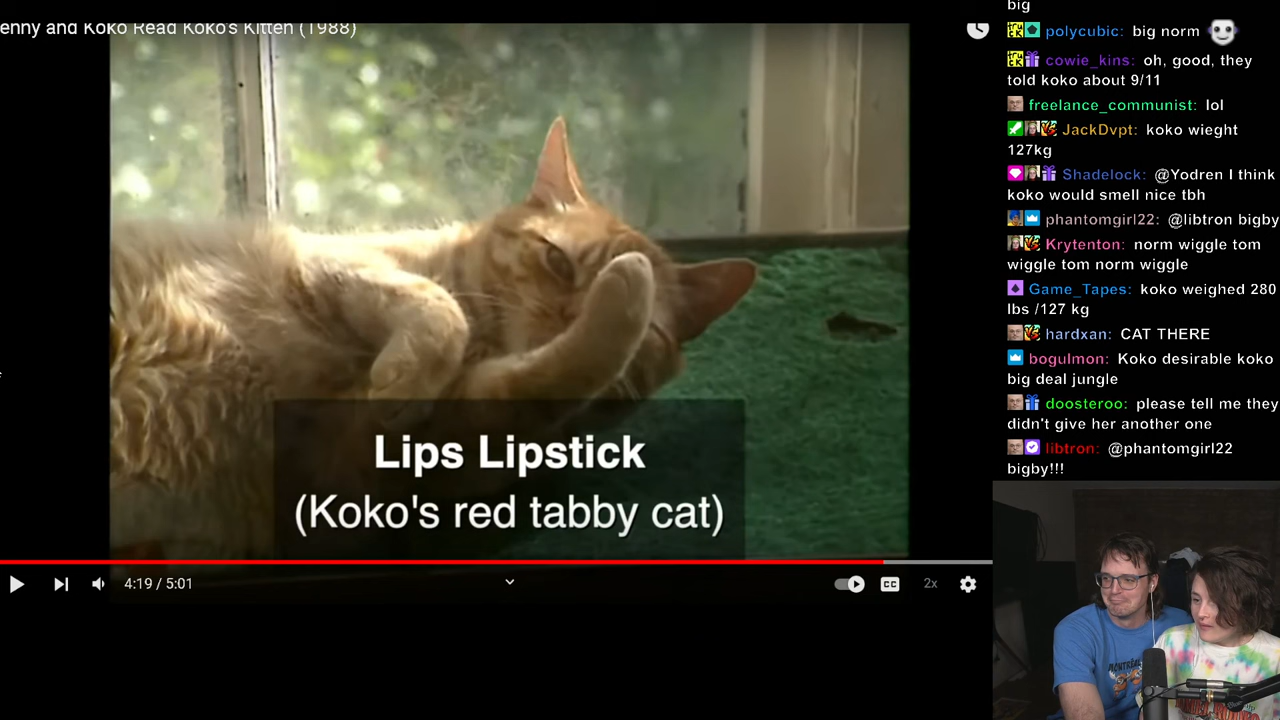 enny and Koko Read Koko's Kitten (1988)
Lips Lipstick
(Koko's red tabby cat)
4:19 / 5:01
CC
2x
big
polycubic: big norm
cowie_kins: oh, good, they
told koko about 9/11
freelance_communist: lol
JackDvpt: koko wieght
127kg
Shadelock: @Yodren I think
koko would smell nice tbh
phantomgirl22: @libtron bigby
Krytenton: norm wiggle tom
wiggle tom norm wiggle
Game_Tapes: koko weighed 280
lbs /127 kg
hardxan: CAT THERE
bogulmon: Koko desirable koko
big deal jungle
doosteroo: please tell me they
didn't give her another one
libtron: @phantomgirl22
bigby!!!